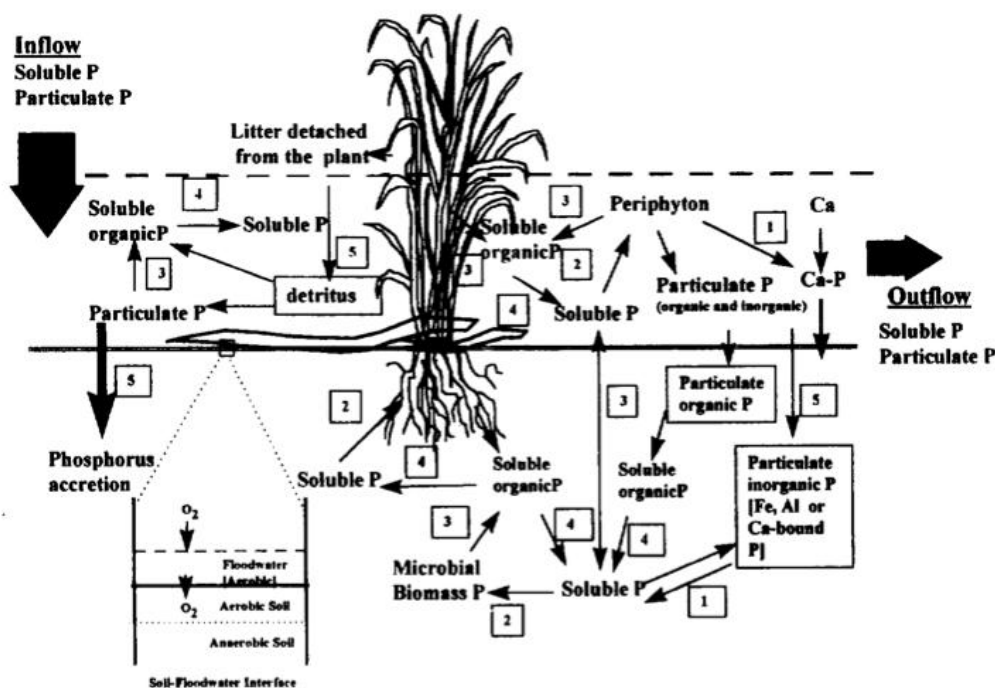 Inflow
Soluble P
Particulate P
Litter detached
from the plant
4
Soluble
organicP
Soluble P
3
5
Particulate P
detritus
5
Phosphorus
accretion
O2
Floodwater
[Aerobic]
O2
Aerobic Soil
Anaerobic Soil
Soil-Floodwater Interface
3
Periphyton
Ca
1
Soluble
organicP
2
3
Particulate P
(organic and inorganic)
Ca-P
4
Soluble P
Outflow
Soluble P
Particulate P
2
3
Particulate
organic P
5
4
Soluble P
Soluble
organicP
Soluble
organicP
Particulate
inorganic P
[Fe, Al or
Ca-bound
P]
3
4
4
Microbial
Biomass P
Soluble P
2
1